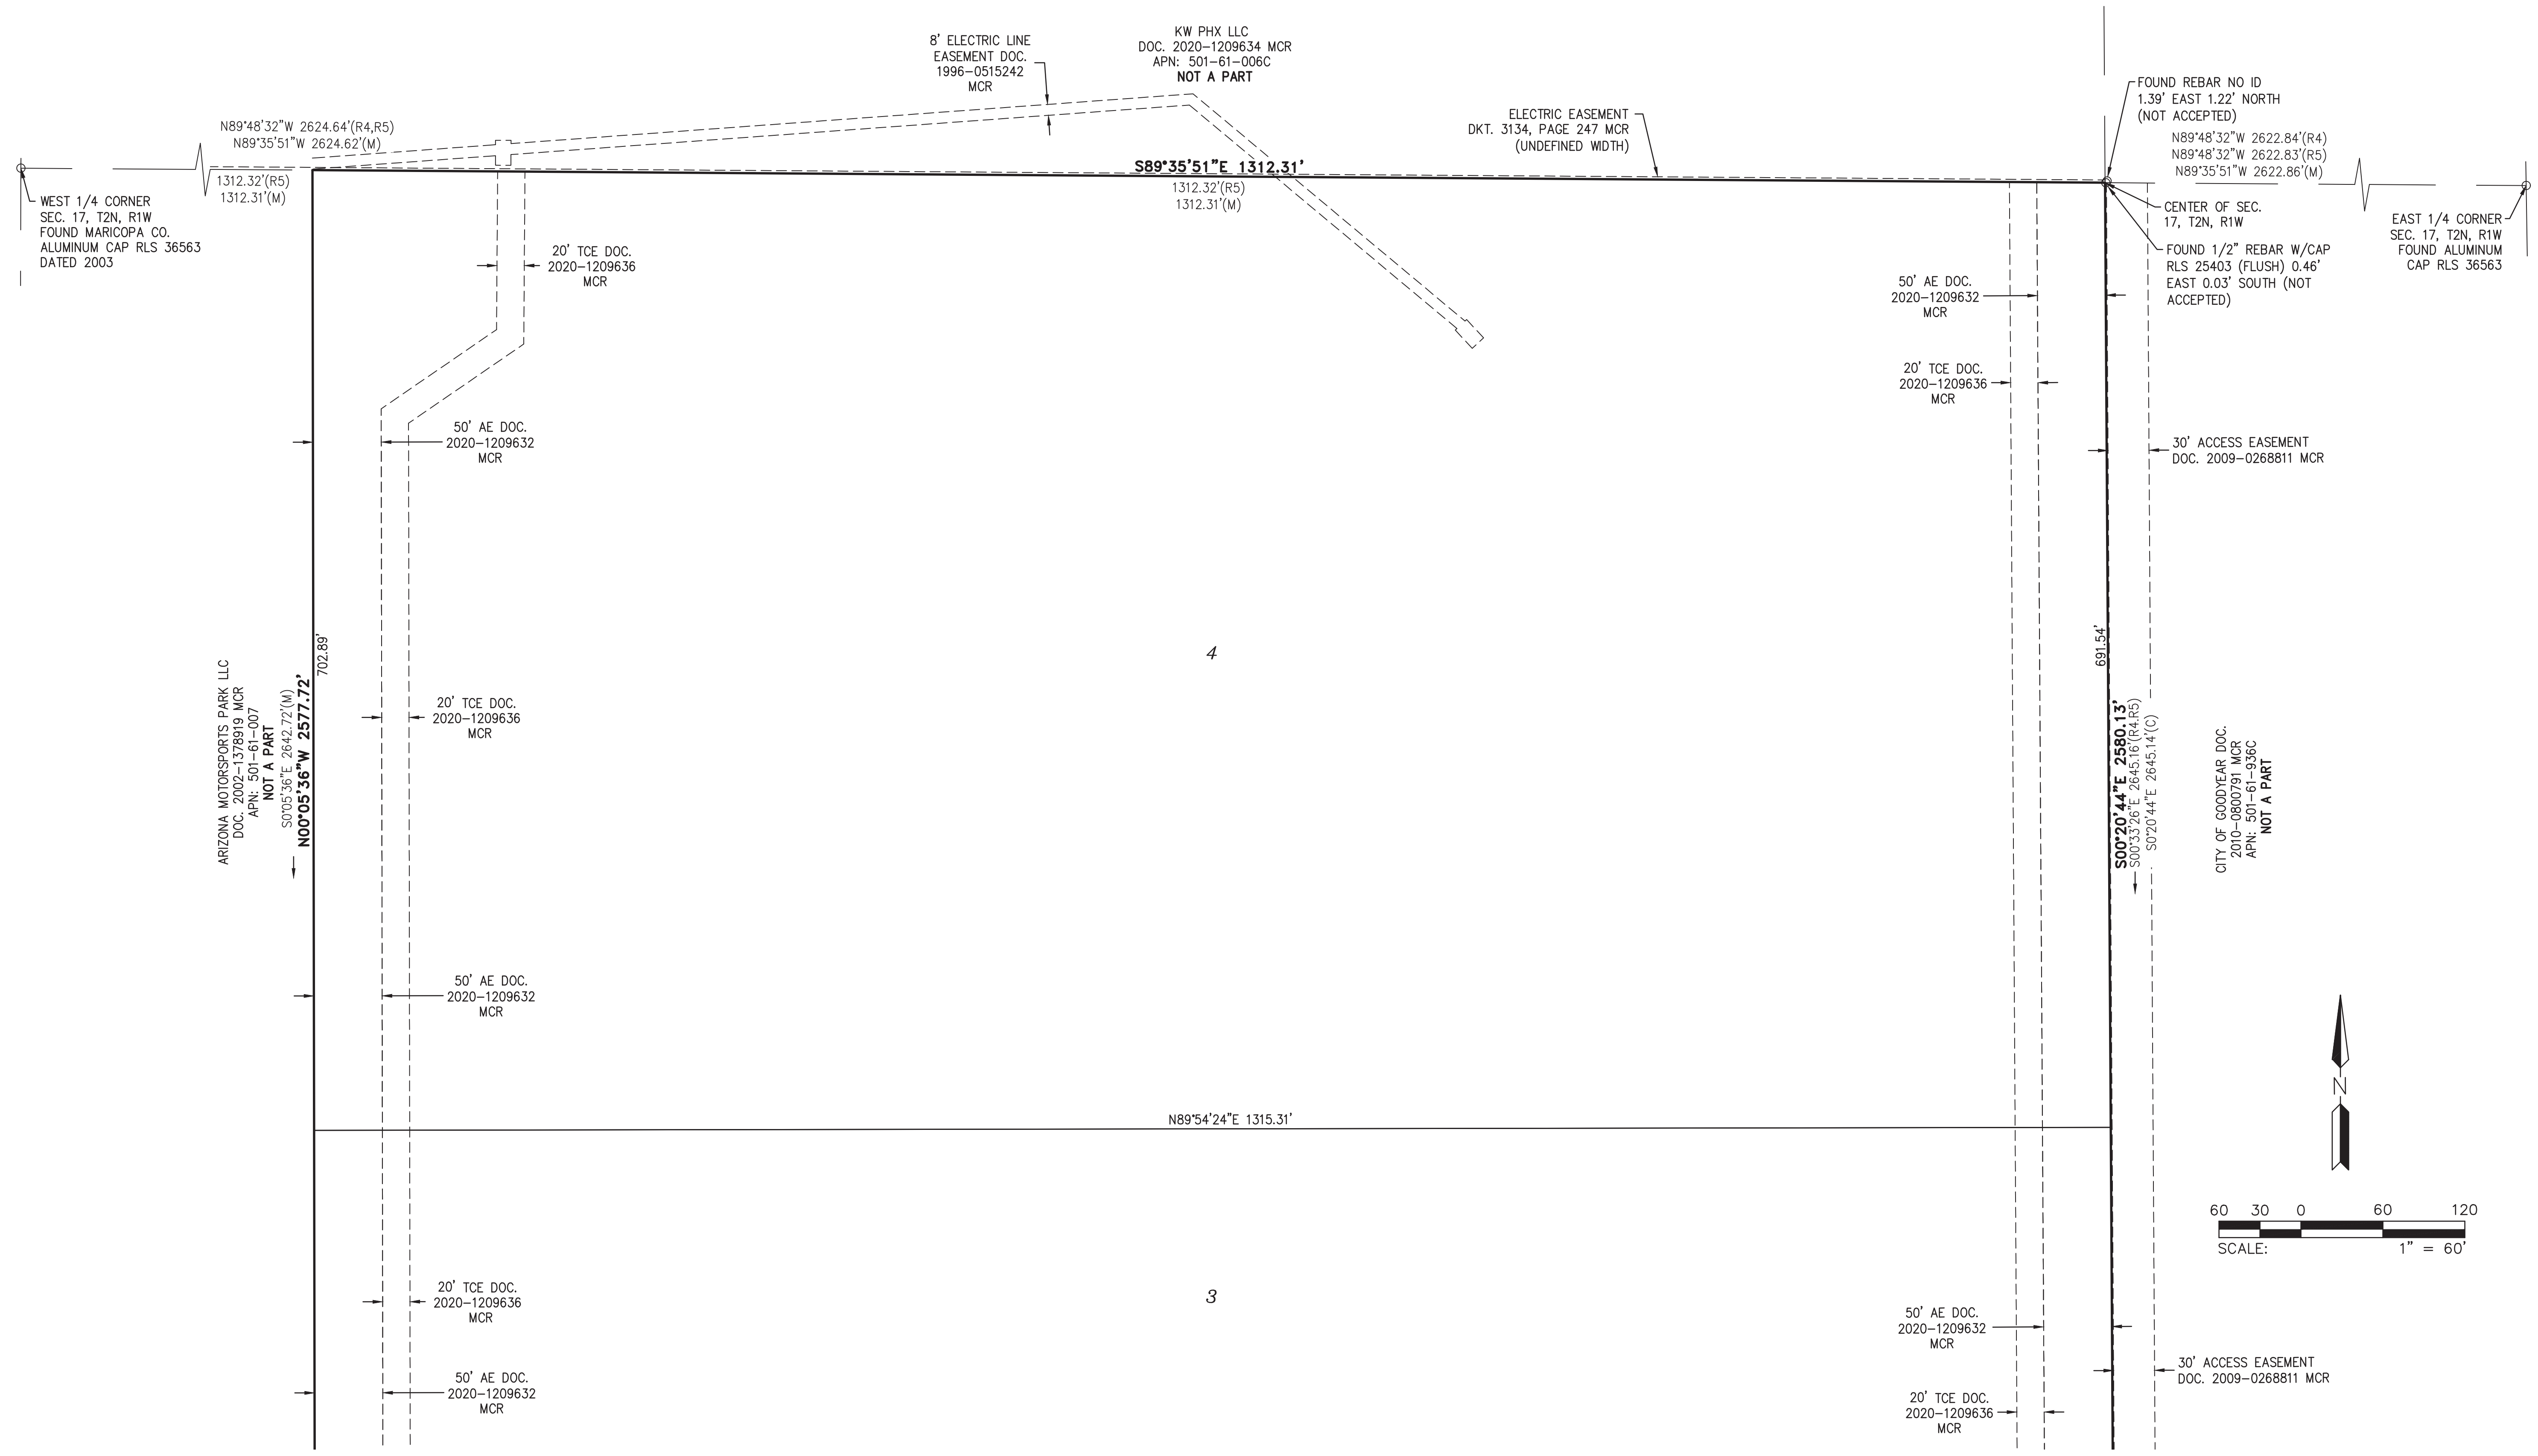 KW PHX LLC
DOC. 2020-1209634 MCR
APN: 501-61-006C
NOT A PART
8' ELECTRIC LINE
EASEMENT DOC.
1996-0515242
MCR
FOUND REBAR NO ID
1.39' EAST 1.22' NORTH
(NOT ACCEPTED)
ELECTRIC EASEMENT
DKT. 3134, PAGE 247 MCR
(UNDEFINED WIDTH)
N89°48'32"W 2624.64'(R4,R5)
N89°35'51"W 2624.62'(M)
N89°48'32"W 2622.84'(R4)
N89°48'32"W 2622.83'(R5)
N89°35'51"W 2622.86'(M)
S89°35'51"E 1312.31'
1312.32'(R5)
1312.31'(M)
1312.32'(R5)
1312.31'(M)
WEST 1/4 CORNER
SEC. 17, T2N, R1W
FOUND MARICOPA CO.
ALUMINUM CAP RLS 36563
DATED 2003
CENTER OF SEC.
17, T2N, R1W
EAST 1/4 CORNER
SEC. 17, T2N, R1W
FOUND ALUMINUM
CAP RLS 36563
FOUND 1/2" REBAR W/CAP
RLS 25403 (FLUSH) 0.46'
EAST 0.03' SOUTH (NOT
ACCEPTED)
20' TCE DOC.
2020-1209636
MCR
50' AE DOC.
2020-1209632
MCR
20' TCE DOC.
2020-1209636
MCR
50' AE DOC.
2020-1209632
MCR
30' ACCESS EASEMENT
DOC. 2009-0268811 MCR
4
702.89'
691.54'
ARIZONA MOTORSPORTS PARK LLC
DOC. 2002-1378919 MCR
APN: 501-61-007
NOT A PART
S0°05'36"E 2642.72'(M)
N00°05'36"W 2577.72'
20' TCE DOC.
2020-1209636
MCR
S00°20'44"E 2580.13'
S00°33'26"E 2645.16'(R4.R5)
S0°20'44"E 2645.14'(C)
CITY OF GOODYEAR DOC.
2010-0800791 MCR
APN: 501-61-936C
NOT A PART
50' AE DOC.
2020-1209632
MCR
N
N89°54'24"E 1315.31'
60 30 0 60 120
SCALE: 1" = 60'
20' TCE DOC.
2020-1209636
MCR
3
50' AE DOC.
2020-1209632
MCR
50' AE DOC.
2020-1209632
MCR
30' ACCESS EASEMENT
DOC. 2009-0268811 MCR
20' TCE DOC.
2020-1209636
MCR